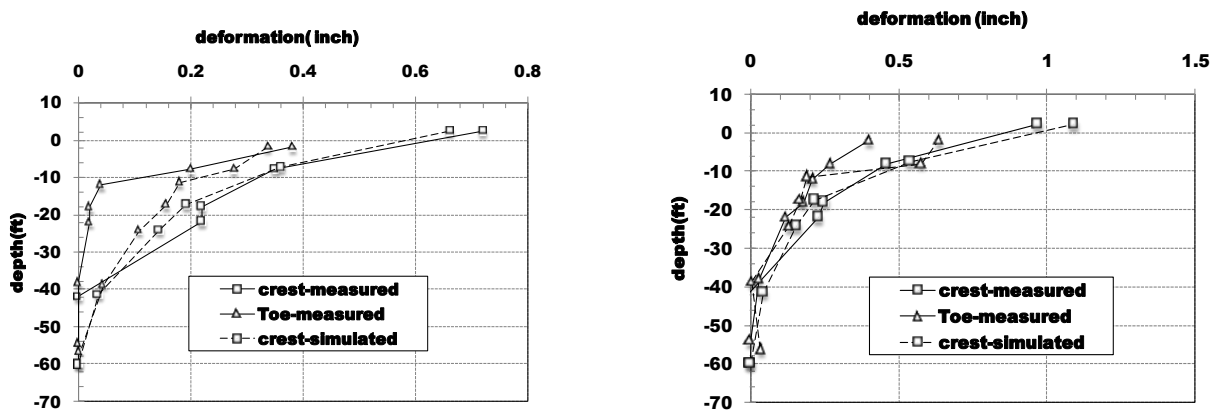 deformation( inch)
0 0.2 0.4 0.6 0.8
10
0
-10
-20
-30
-40
-50
-60
-70
depth(ft)
crest-measured
Toe-measured
crest-simulated
deformation (inch)
0 0.5 1 1.5
10
0
-10
-20
-30
-40
-50
-60
-70
depth(ft)
crest-measured
Toe-measured
crest-simulated